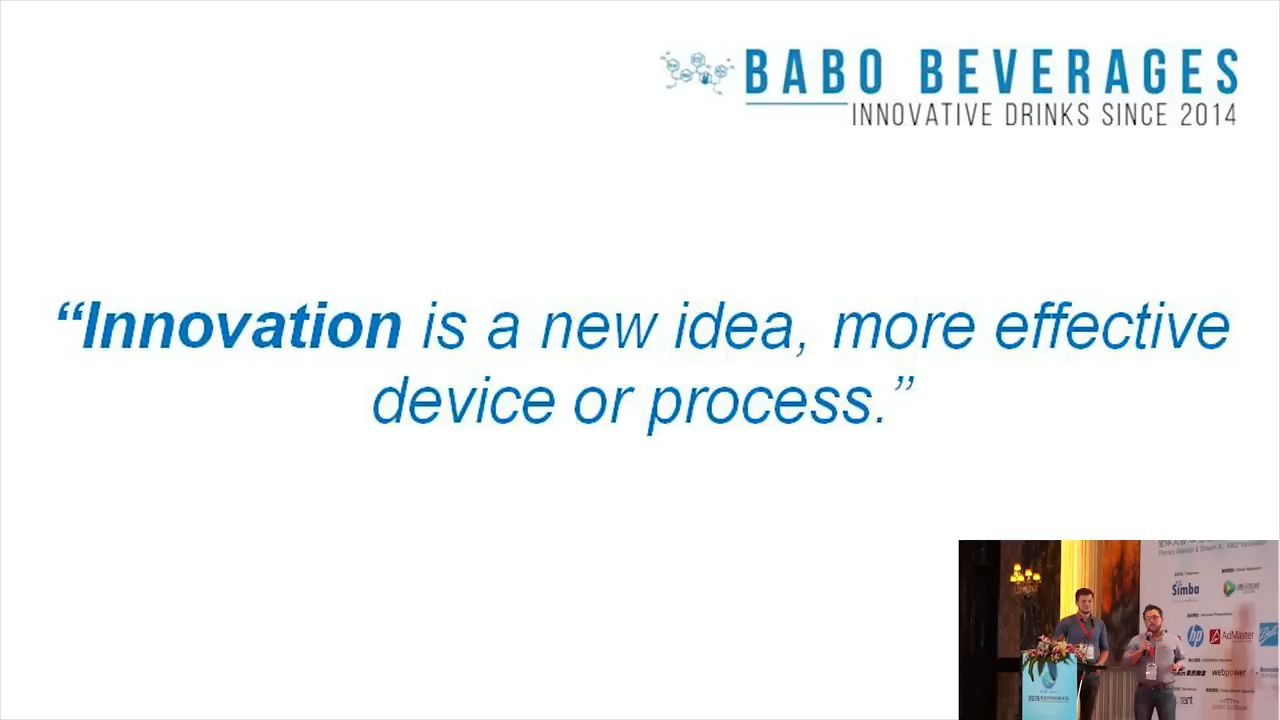 BABO BEVERAGES
INNOVATIVE DRINKS SINCE 2014
“Innovation is a new idea, more effective
device or process.”
Simba
hp
AdMaster
Ball
webpower